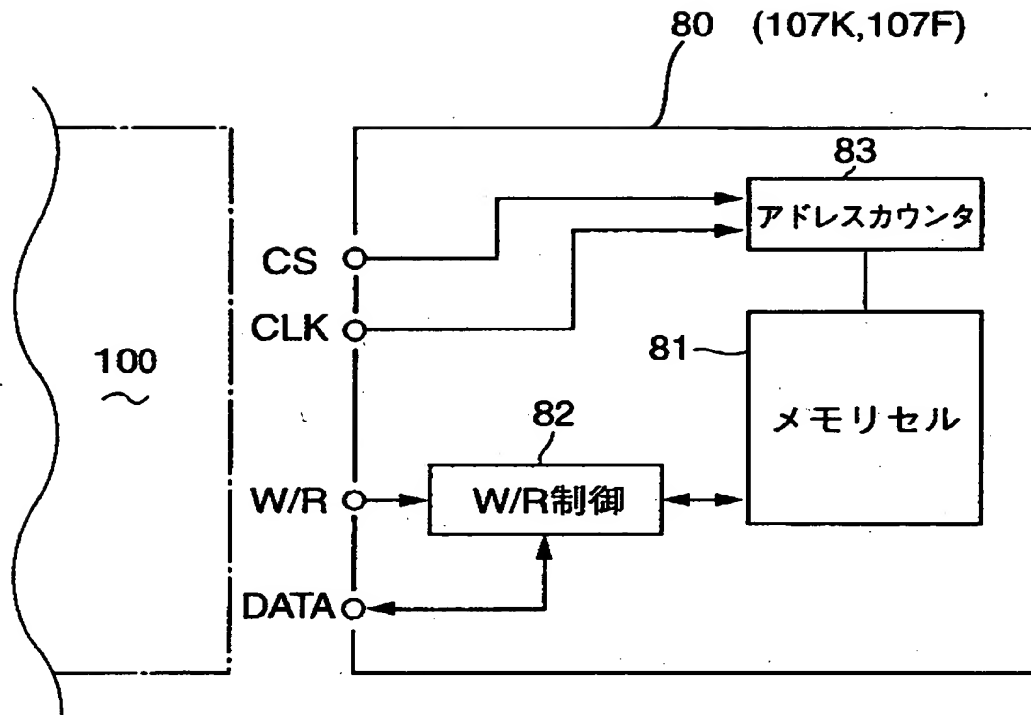 80 (107K,107F)
83
アドレスカウンタ
CS
CLK
81
100
メモリセル
82
W/R
W/R制御
DATA